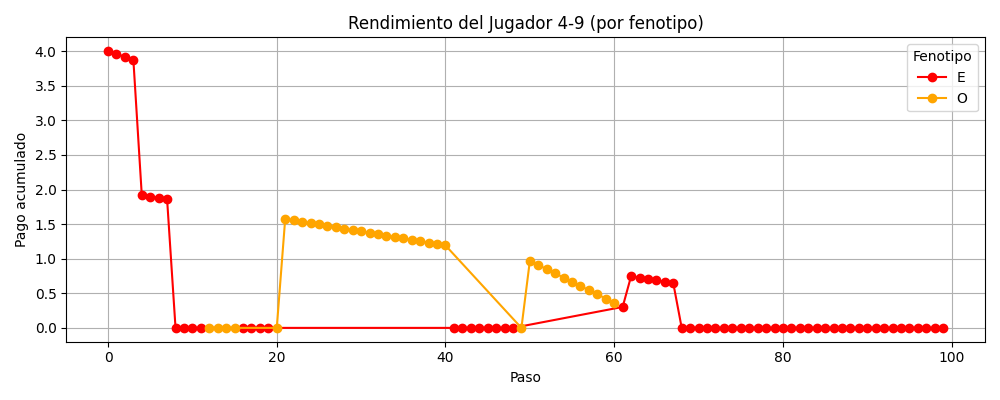 Rendimiento del Jugador 4-9 (por fenotipo)
Pago acumulado
4.0
3.5
3.0
2.5
2.0
1.5
1.0
0.5
0.0
Fenotipo
E
O
0 20 40 60 80 100
Paso